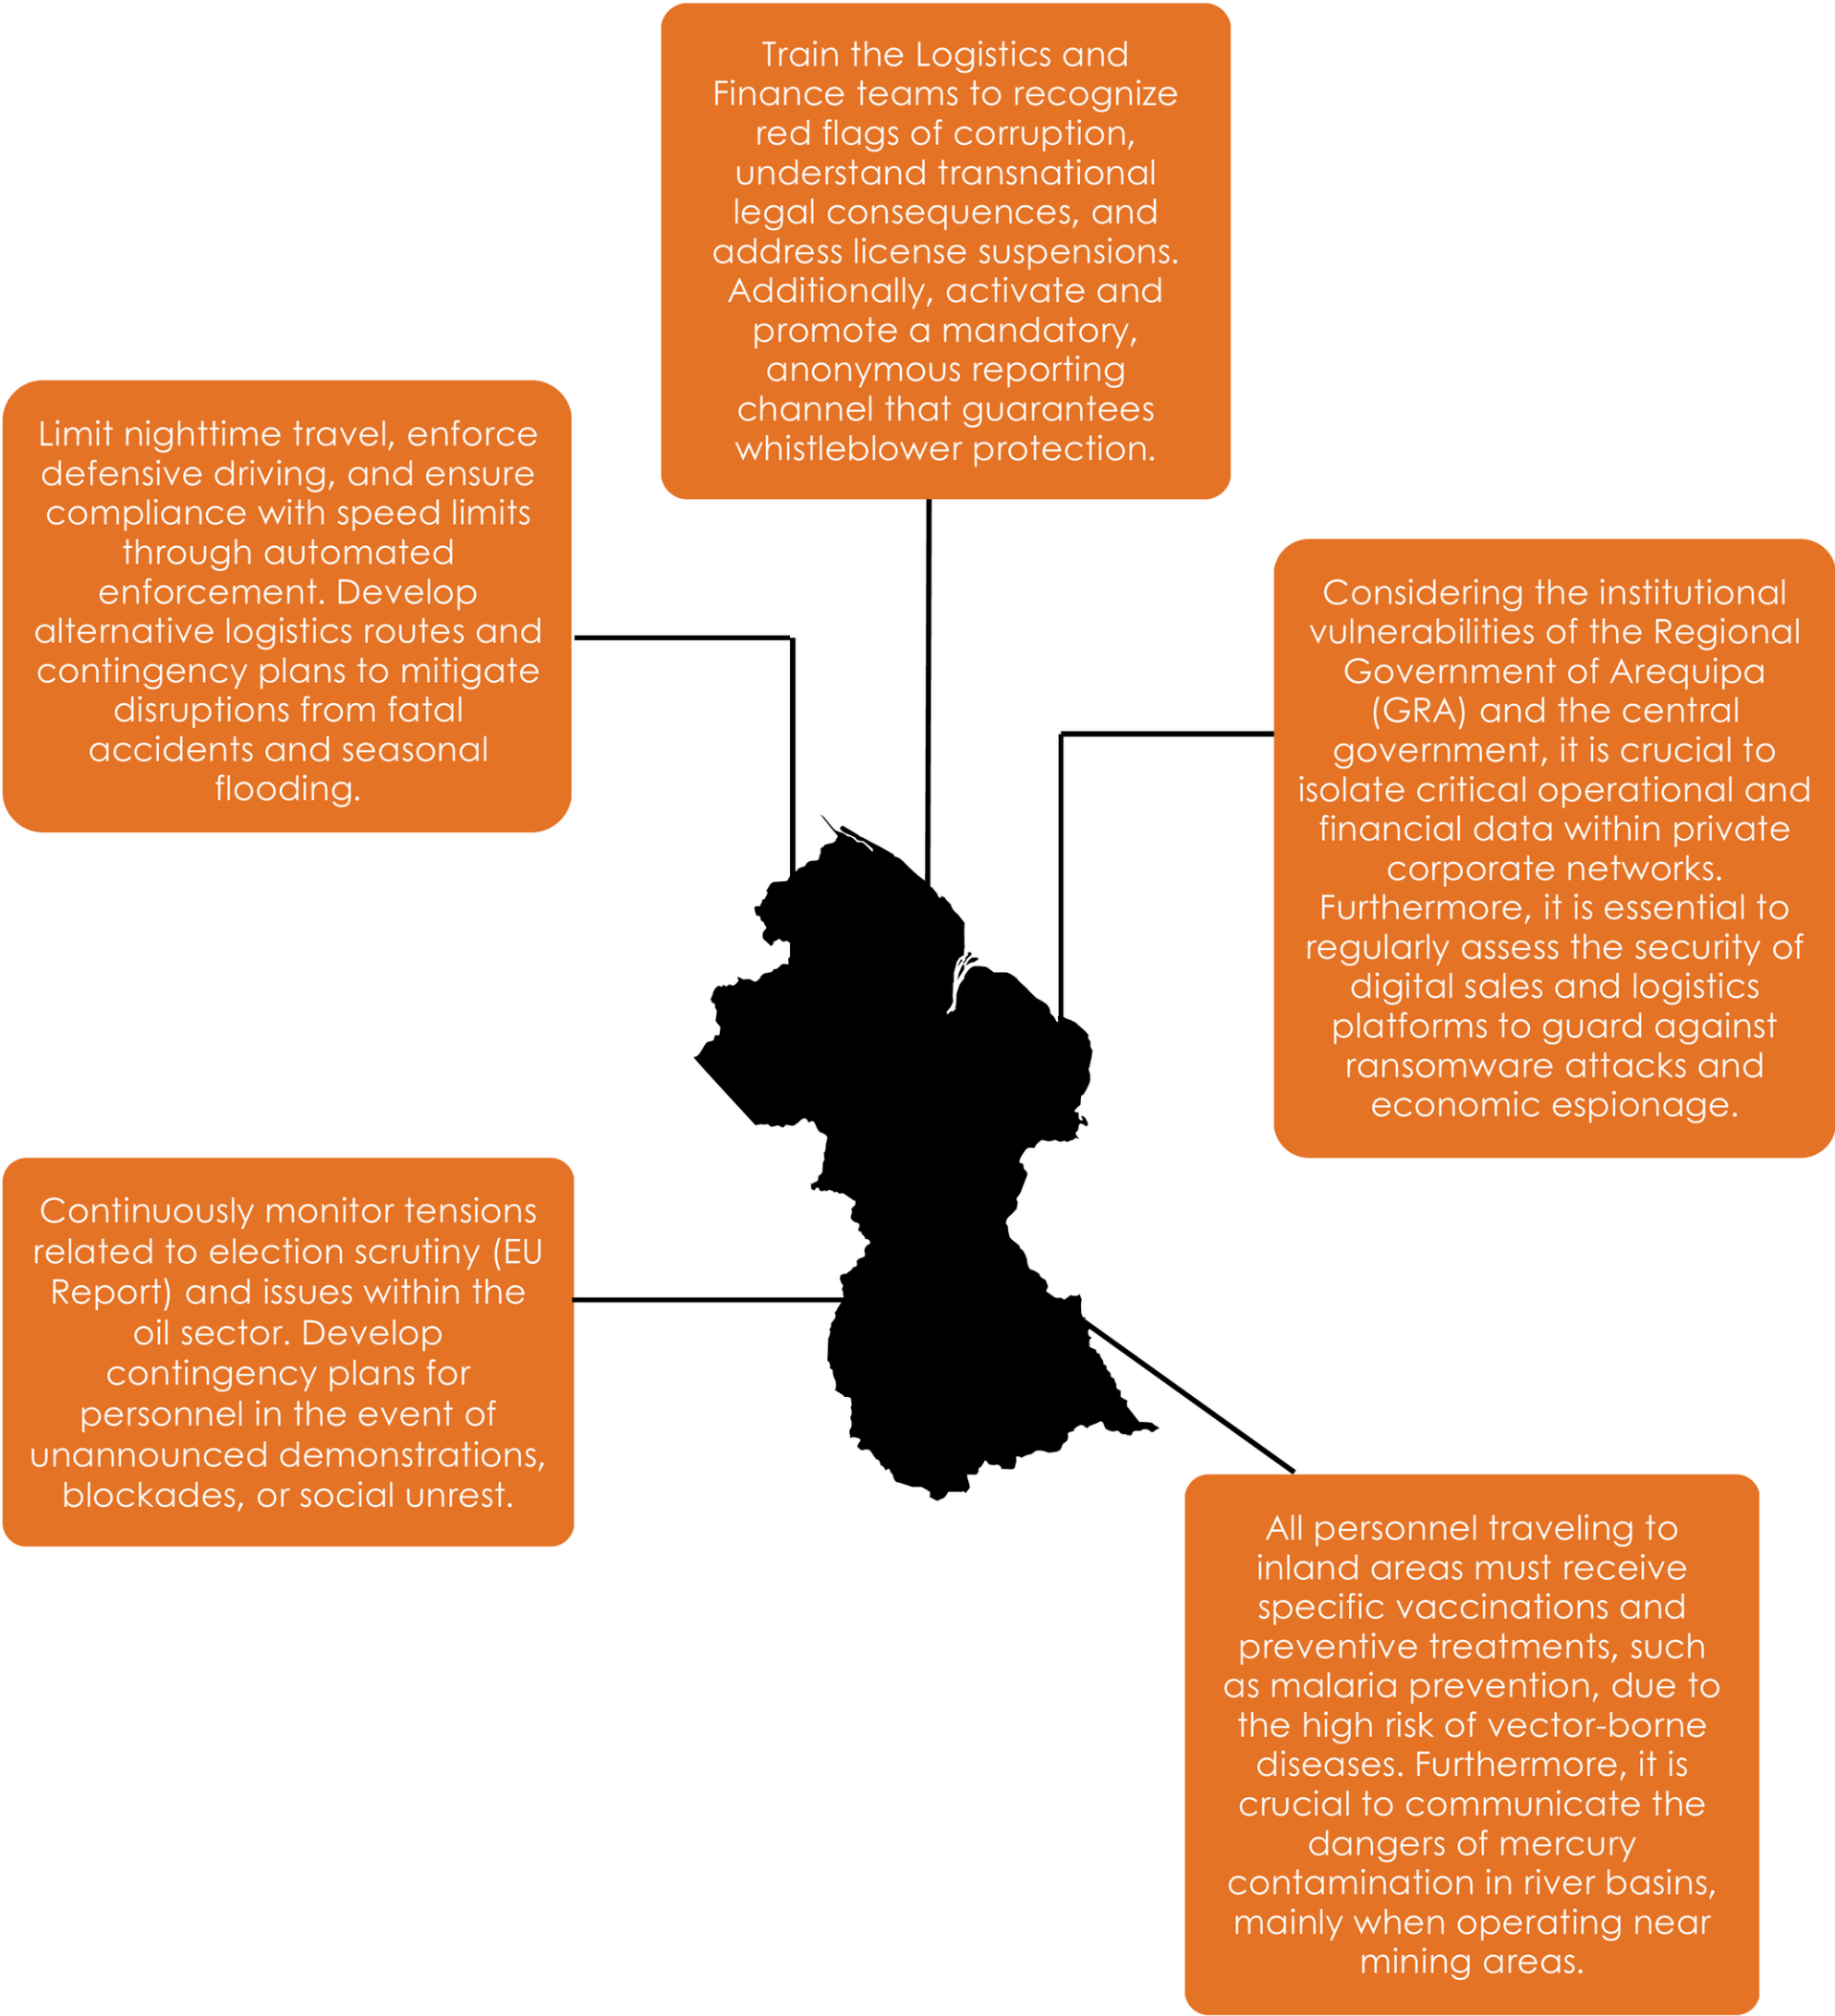 Train the Logistics and
Finance teams to recognize
red flags of corruption,
understand transnational
legal consequences, and
address license suspensions.
Additionally, activate and
promote a mandatory,
anonymous reporting
channel that guarantees
whistleblower protection.
Limit nighttime travel, enforce
defensive driving, and ensure
compliance with speed limits
through automated
enforcement. Develop
alternative logistics routes and
contingency plans to mitigate
disruptions from fatal
accidents and seasonal
flooding.
Considering the institutional
vulnerabilities of the Regional
Government of Arequipa
(GRA) and the central
government, it is crucial to
isolate critical operational and
financial data within private
corporate networks.
Furthermore, it is essential to
regularly assess the security of
digital sales and logistics
platforms to guard against
ransomware attacks and
economic espionage.
Continuously monitor tensions
related to election scrutiny (EU
Report) and issues within the
oil sector. Develop
contingency plans for
personnel in the event of
unannounced demonstrations,
blockades, or social unrest.
All personnel traveling to
inland areas must receive
specific vaccinations and
preventive treatments, such
as malaria prevention, due to
the high risk of vector-borne
diseases. Furthermore, it is
crucial to communicate the
dangers of mercury
contamination in river basins,
mainly when operating near
mining areas.